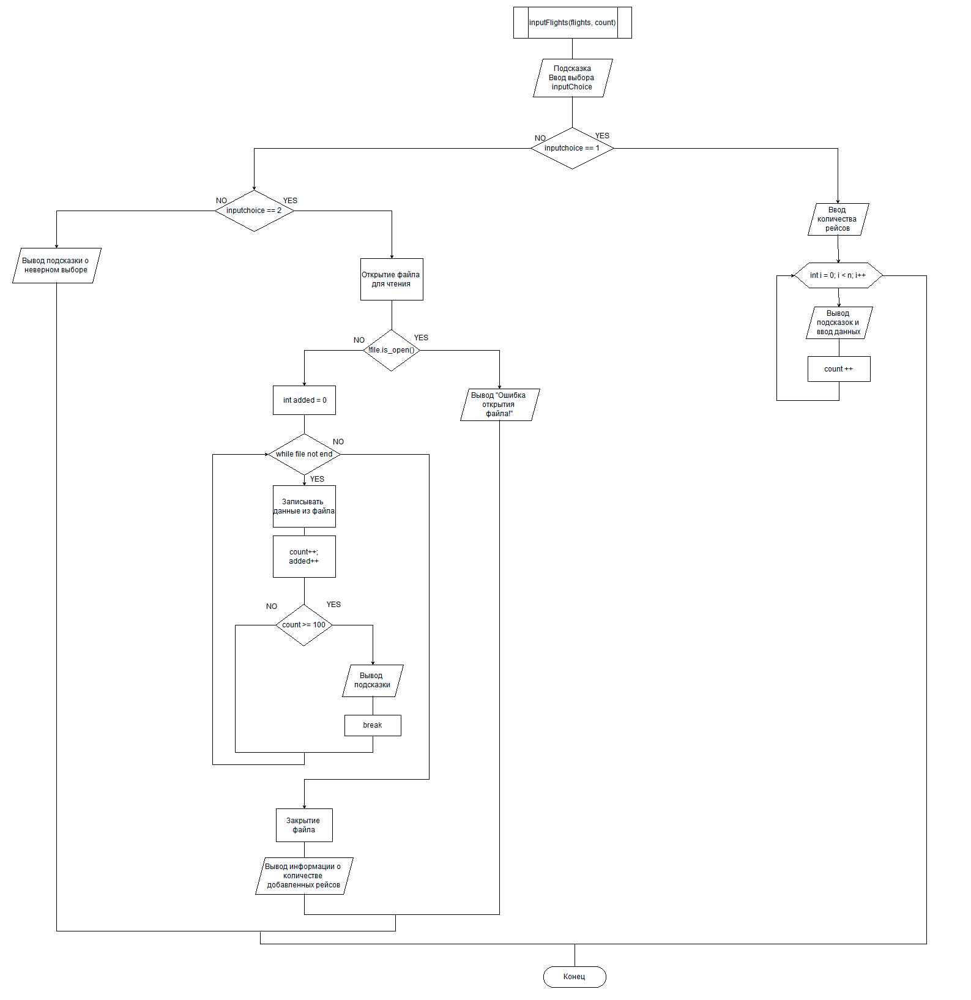 inputFlights(flights, count)
Подсказка
Ввод выбора
inputChoice
NO
YES
inputchoice == 1
NO
YES
inputchoice == 2
Ввод
количества
рейсов
Вывод подсказки о
неверном выборе
Открытие файла
для чтения
int i = 0; i < n; i++
Вывод
подсказок и
ввод данных
NO
YES
!file.is_open()
count ++
int added = 0
Вывод "Ошибка
открытия
файла!"
NO
while file not end
YES
Записывать
данные из файла
count++;
added++
NO
YES
count >= 100
Вывод
подсказки
break
Закрытие
файла
Вывод информации о
количестве
добавленных рейсов
Конец